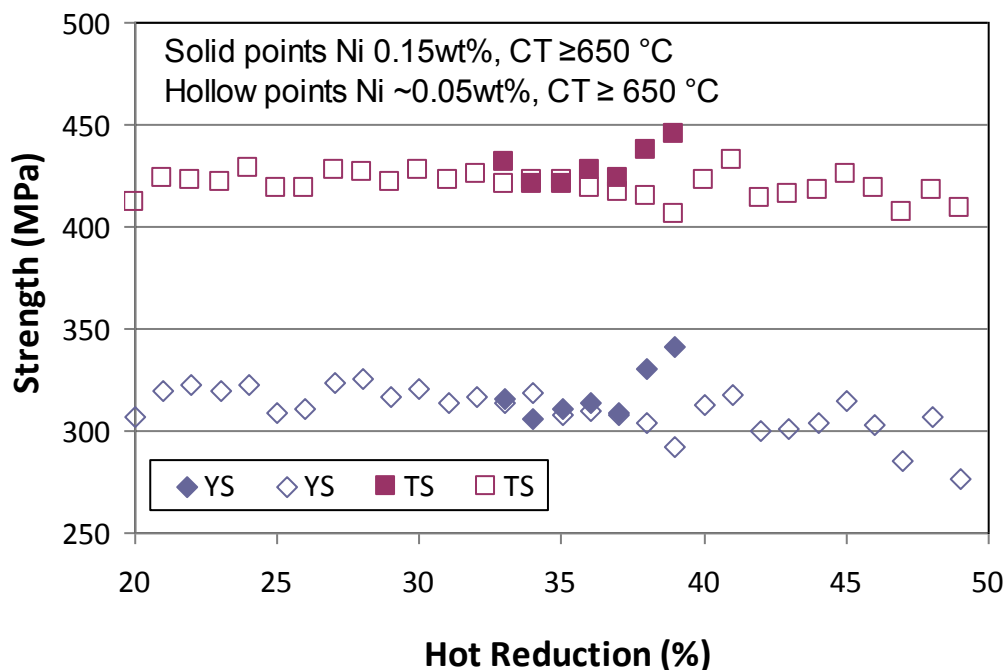 500
Solid points Ni 0.15wt%, CT ≥650 °C
Hollow points Ni ~0.05wt%, CT ≥ 650 °C
450
400
350
300
250
Strength (MPa)
YS YS TS TS
20 25 30 35 40 45 50
Hot Reduction (%)